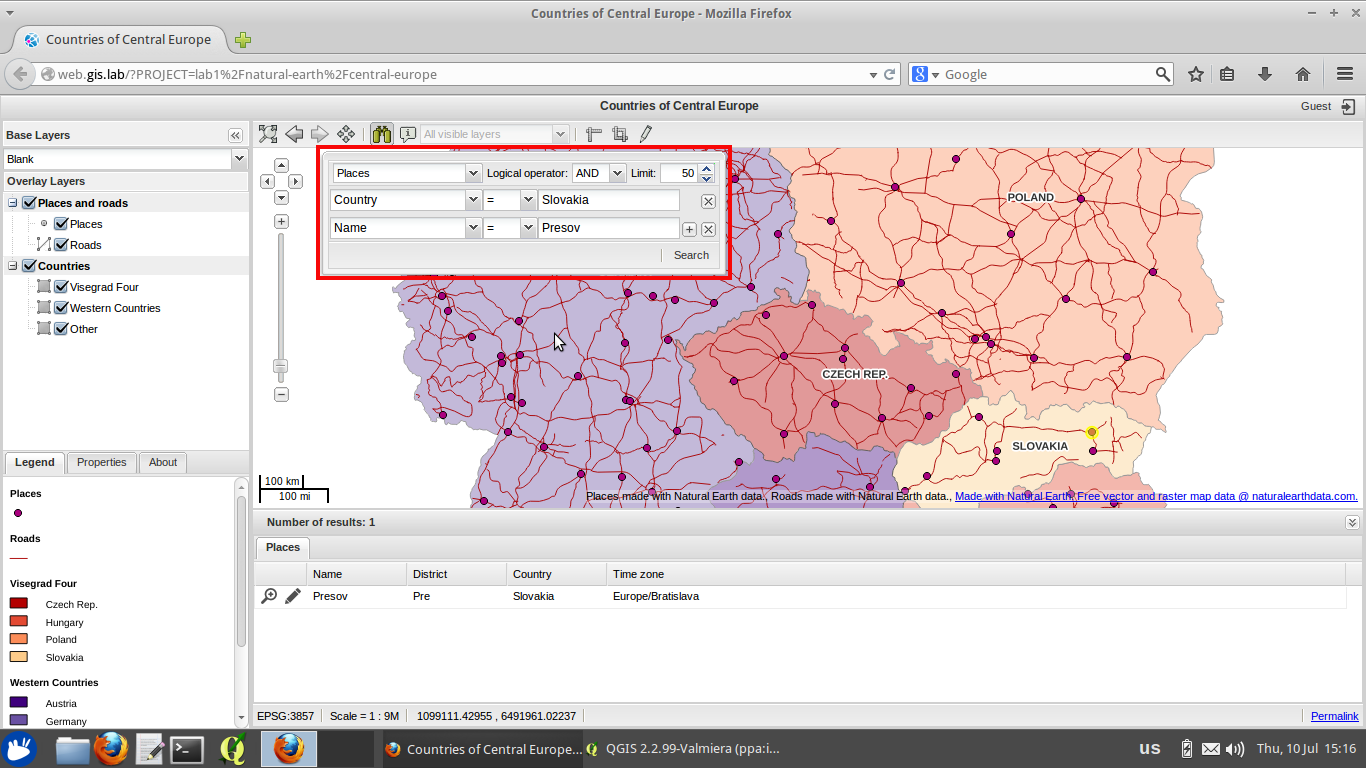 Countries of Central Europe - Mozilla Firefox
Countries of Central Europe
web.gis.lab/?PROJECT=lab1%2Fnatural-earth%2Fcentral-europe
Google
Countries of Central Europe
Guest
Base Layers
Blank
Overlay Layers
Places and roads
Places
Roads
Countries
Visegrad Four
Western Countries
Other
All visible layers
Places Logical operator: AND Limit: 50
Country = Slovakia
Name = Presov
Search
POLAND
CZECH REP.
SLOVAKIA
100 km
100 mi
Places made with Natural Earth data., Roads made with Natural Earth data., Made with Natural Earth. Free vector and raster map data @ naturalearthdata.com.
Legend Properties About
Places
Roads
Visegrad Four
Czech Rep.
Hungary
Poland
Slovakia
Western Countries
Austria
Germany
Number of results: 1
Places
Name District Country Time zone
Presov Pre Slovakia Europe/Bratislava
EPSG:3857 Scale = 1 : 9M 1099111.42955 , 6491961.02237
Permalink
Countries of Central Europe...
QGIS 2.2.99-Valmiera (ppa:i...
us
Thu, 10 Jul 15:16